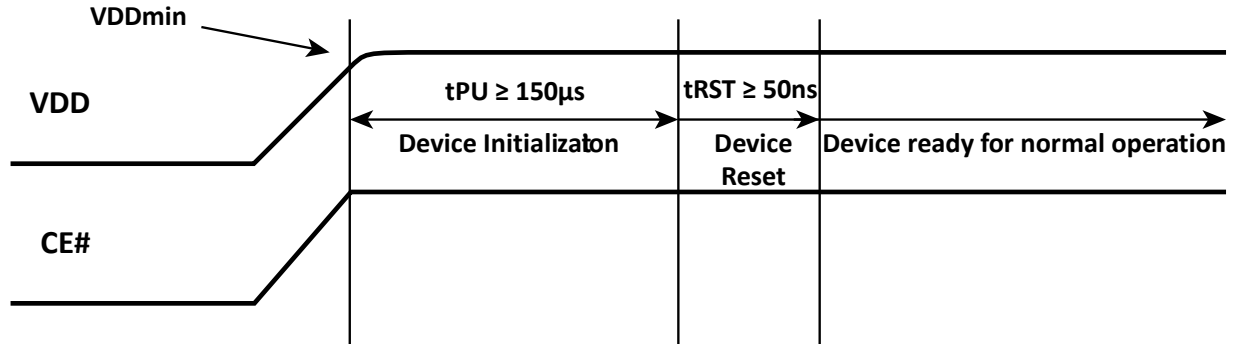 VDDmin
VDD
tPU ≥ 150µs
tRST ≥ 50ns
Device Initializaton
Device
Reset
Device ready for normal operation
CE#